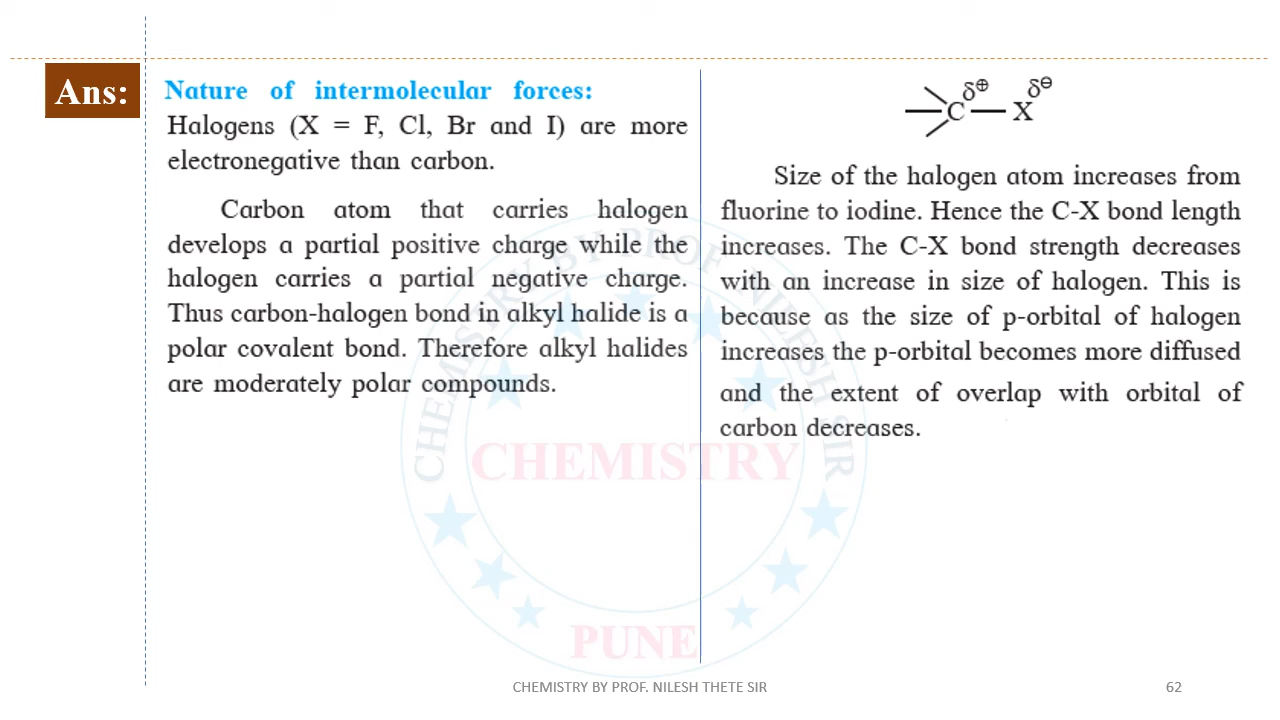 Ans:
Nature of intermolecular forces:
Halogens (X = F, Cl, Br and I) are more
electronegative than carbon.
Carbon atom that carries halogen
develops a partial positive charge while the
halogen carries a partial negative charge.
Thus carbon-halogen bond in alkyl halide is a
polar covalent bond. Therefore alkyl halides
are moderately polar compounds.
δ⊕ δ⊖
C — X
Size of the halogen atom increases from
fluorine to iodine. Hence the C-X bond length
increases. The C-X bond strength decreases
with an increase in size of halogen. This is
because as the size of p-orbital of halogen
increases the p-orbital becomes more diffused
and the extent of overlap with orbital of
carbon decreases.
CHEMISTRY BY PROF. NILESH SIR
CHEMISTRY
PUNE
CHEMISTRY BY PROF. NILESH THETE SIR
62